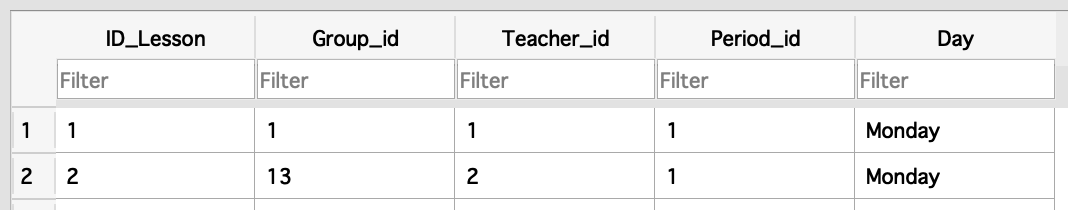 ID_Lesson Group_id Teacher_id Period_id Day
Filter Filter Filter Filter Filter
1 1 1 1 1 Monday
2 2 13 2 1 Monday